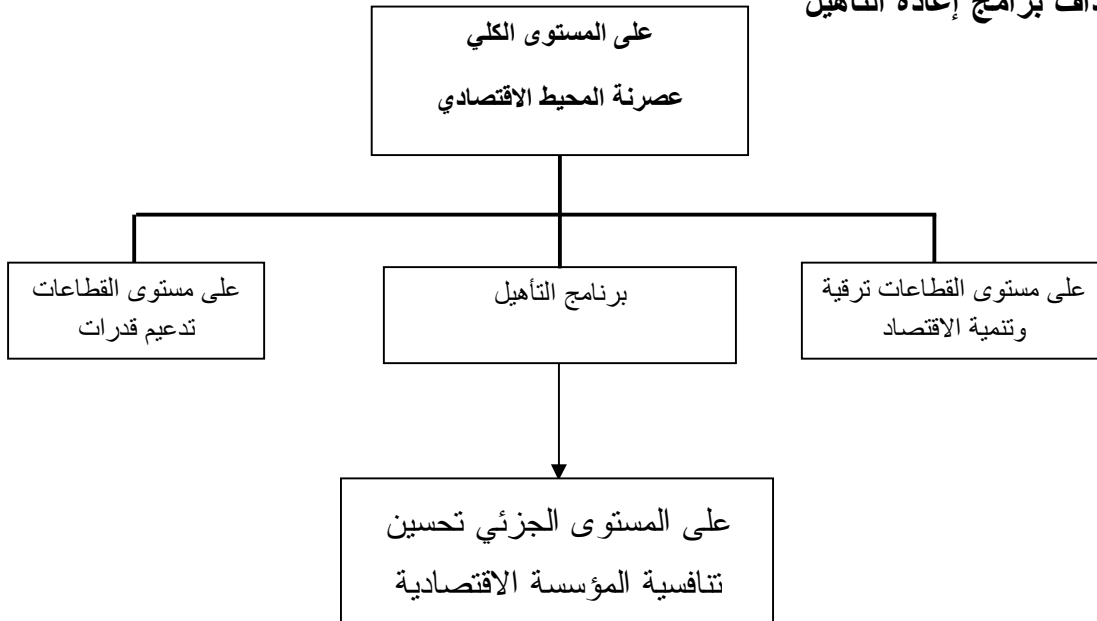 برامج إعادة التأهيل
على المستوى الكلي
عصرنة المحيط الاقتصادي
على مستوى القطاعات ترقية
وتنمية الاقتصاد
برنامج التأهيل
على مستوى القطاعات
تدعيم قدرات
على المستوى الجزئي تحسين
تنافسية المؤسسة الاقتصادية